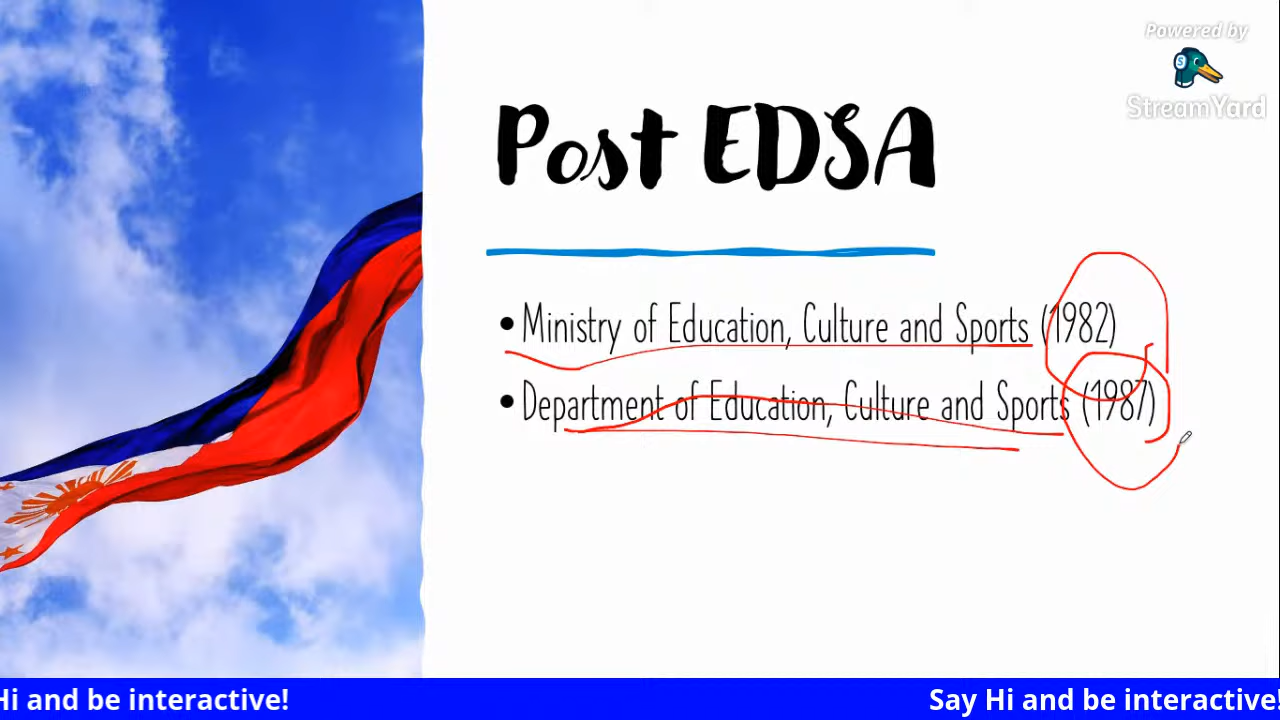 Powered by
StreamYard
Post EDSA
• Ministry of Education, Culture and Sports (1982)
• Department of Education, Culture and Sports (1987)
Hi and be interactive!
Say Hi and be interactive!